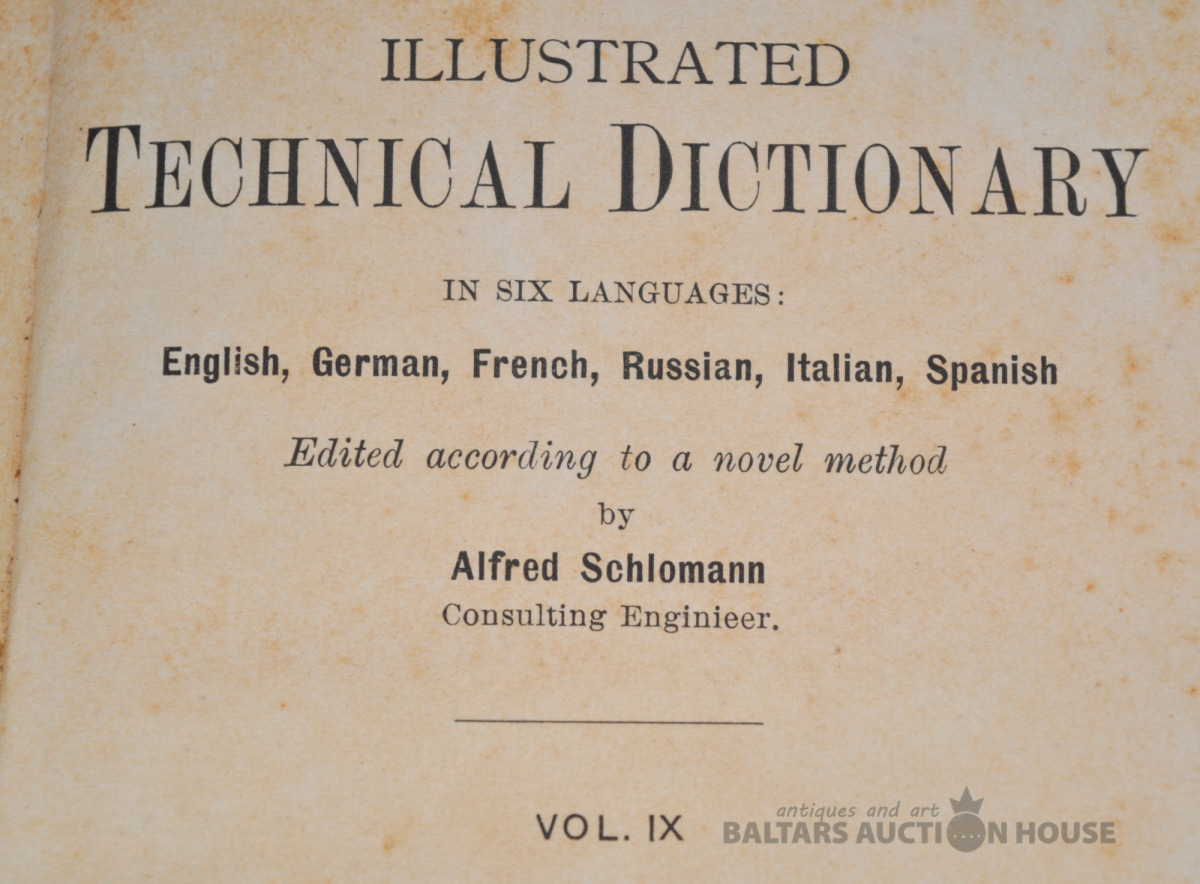 ILLUSTRATED
TECHNICAL DICTIONARY
IN SIX LANGUAGES:
English, German, French, Russian, Italian, Spanish
Edited according to a novel method
by
Alfred Schlomann
Consulting Enginieer.
VOL. IX
antiques and art
BALTARS AUCTION HOUSE